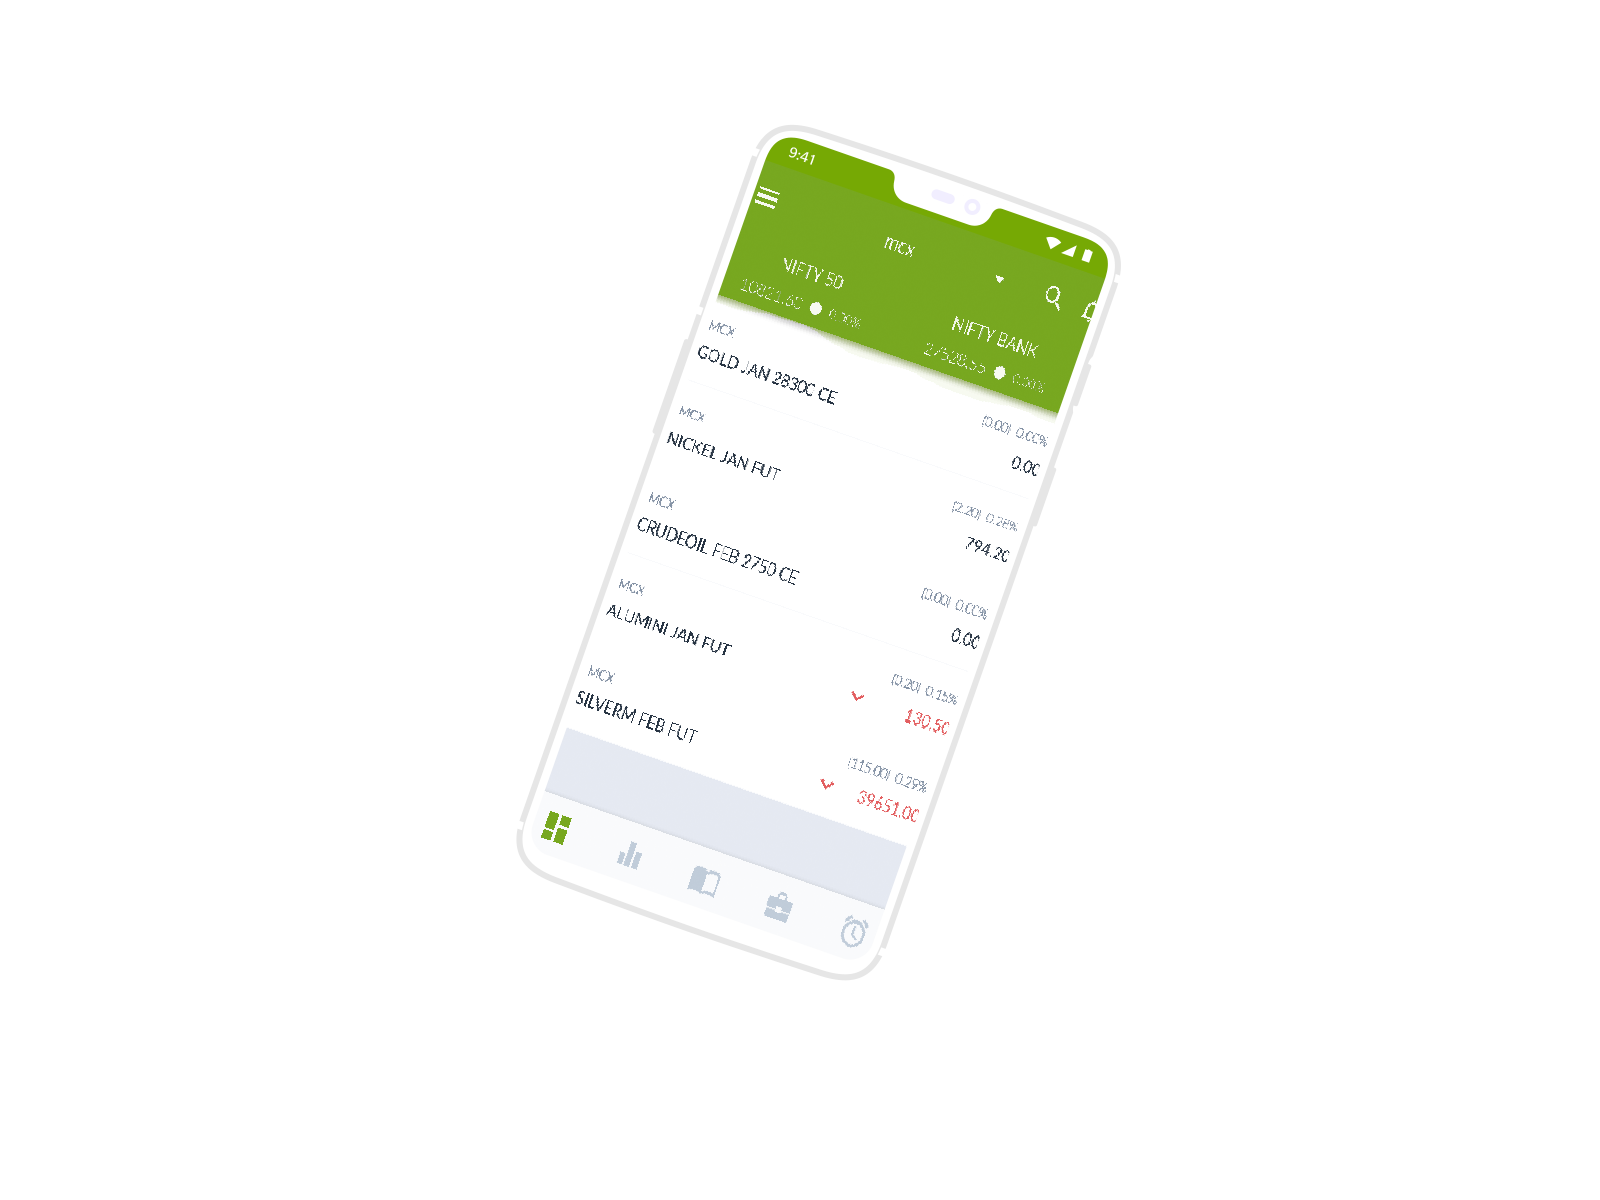 9:41
mcx
NIFTY 50
10821.60 0.00%
NIFTY BANK
27528.55 0.00%
MCX
GOLD JAN 28300 CE
(0.00) 0.00%
0.00
MCX
NICKEL JAN FUT
(2.20) 0.28%
794.20
MCX
CRUDEOIL FEB 2750 CE
(0.00) 0.00%
0.00
MCX
ALUMINI JAN FUT
(0.20) 0.15%
130.50
MCX
SILVERM FEB FUT
(115.00) 0.29%
39651.00